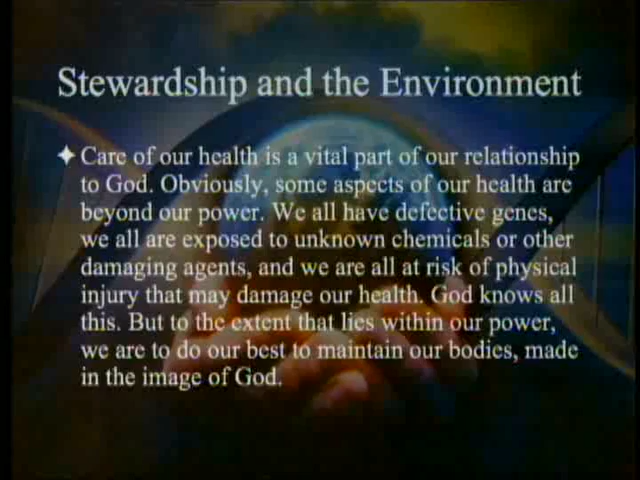 Stewardship and the Environment
Care of our health is a vital part of our relationship
to God. Obviously, some aspects of our health are
beyond our power. We all have defective genes,
we all are exposed to unknown chemicals or other
damaging agents, and we are all at risk of physical
injury that may damage our health. God knows all
this. But to the extent that lies within our power,
we are to do our best to maintain our bodies, made
in the image of God.